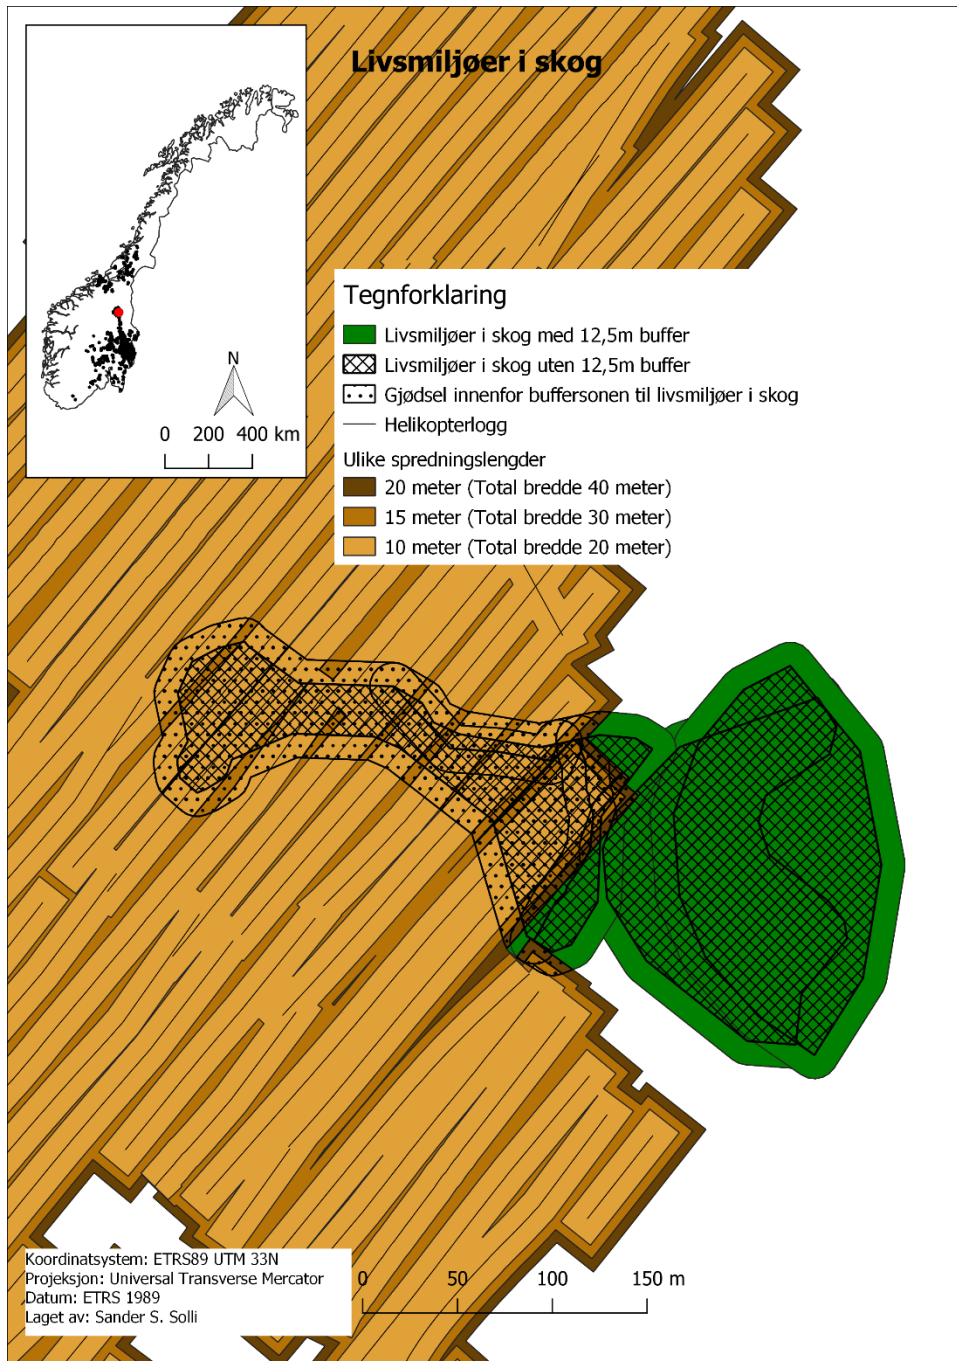 Livsmiljøer i skog
N
0 200 400 km
Tegnforklaring
Livsmiljøer i skog med 12,5m buffer
Livsmiljøer i skog uten 12,5m buffer
Gjødsel innenfor buffersonen til livsmiljøer i skog
Helikopterlogg
Ulike spredningslengder
20 meter (Total bredde 40 meter)
15 meter (Total bredde 30 meter)
10 meter (Total bredde 20 meter)
Koordinatsystem: ETRS89 UTM 33N
Projeksjon: Universal Transverse Mercator
Datum: ETRS 1989
Laget av: Sander S. Solli
0 50 100 150 m